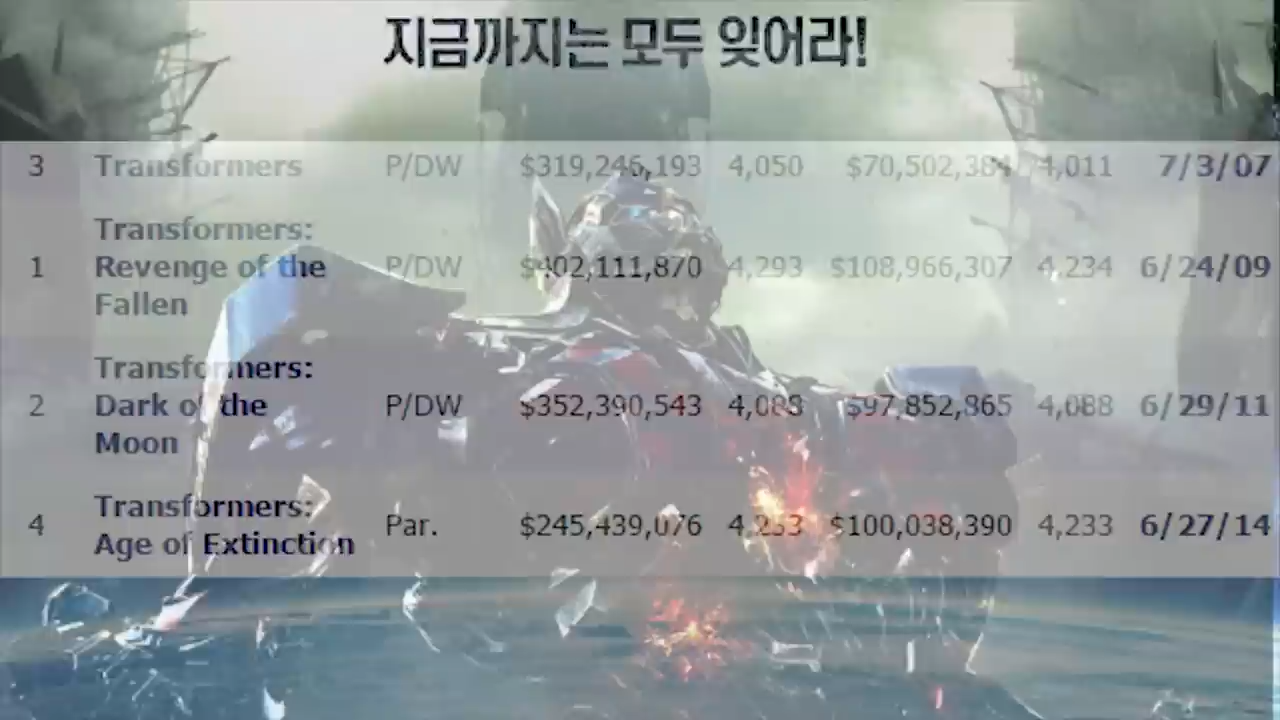 지금까지는 모두 잊어라!
3 Transformers P/DW $319,246,193 4,050 $70,502,384 4,011 7/3/07
Transformers:
1 Revenge of the P/DW $402,111,870 4,293 $108,966,307 4,234 6/24/09
Fallen
Transformers:
2 Dark of the P/DW $352,390,543 4,088 $97,852,865 4,088 6/29/11
Moon
Transformers:
4 Age of Extinction Par. $245,439,076 4,233 $100,038,390 4,233 6/27/14